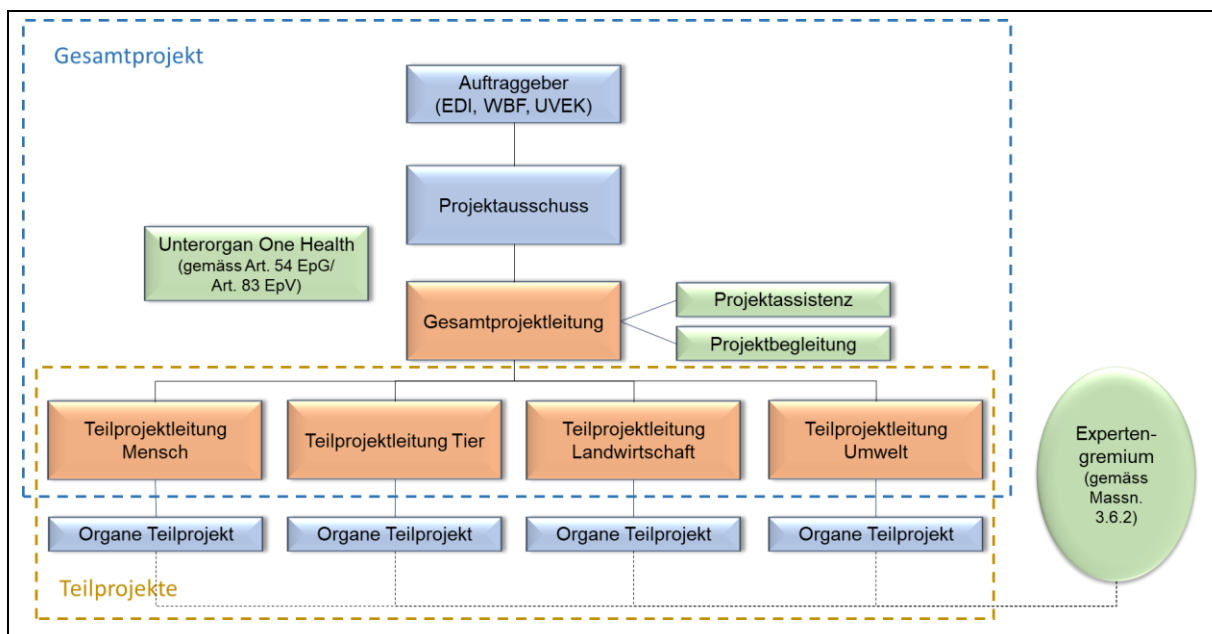 Gesamtprojekt
Auftraggeber
(EDI, WBF, UVEK)
Projektausschuss
Unterorgan One Health
(gemäss Art. 54 EpG/
Art. 83 EpV)
Gesamtprojektleitung
Projektassistenz
Projektbegleitung
Teilprojektleitung
Mensch
Teilprojektleitung Tier
Teilprojektleitung
Landwirtschaft
Teilprojektleitung
Umwelt
Experten-
gremium
(gemäss
Massn.
3.6.2)
Organe Teilprojekt
Organe Teilprojekt
Organe Teilprojekt
Organe Teilprojekt
Teilprojekte